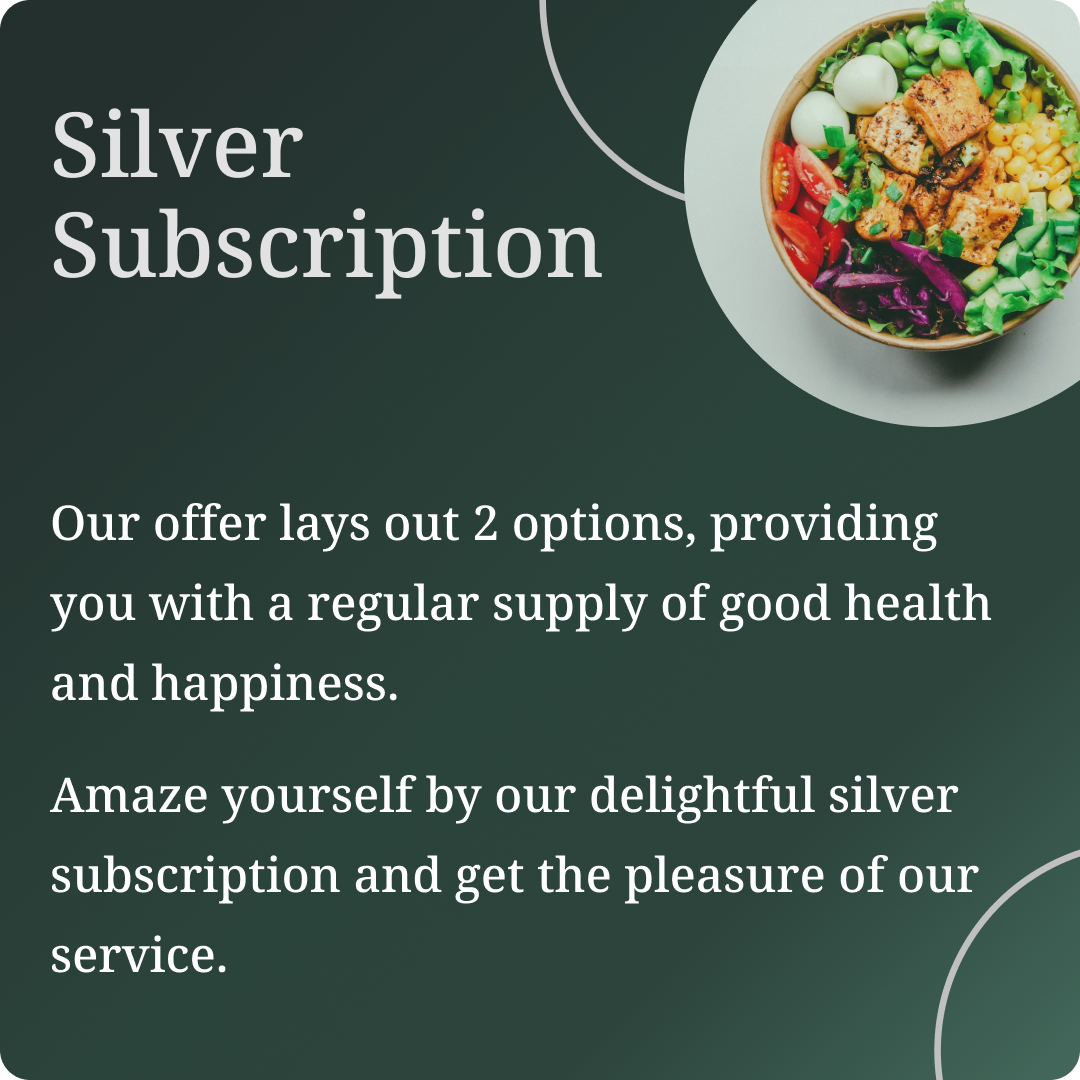 Silver
Subscription
Our offer lays out 2 options, providing
you with a regular supply of good health
and happiness.
Amaze yourself by our delightful silver
subscription and get the pleasure of our
service.